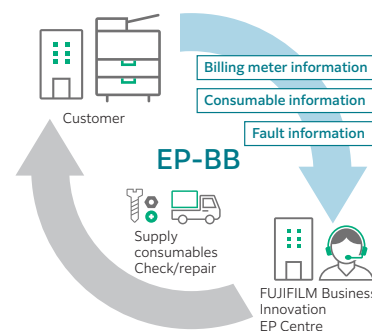 Billing meter information
Consumable information
Customer
Fault information
EP-BB
Supply
consumables
Check/repair
FUJIFILM Business
Innovation
EP Centre